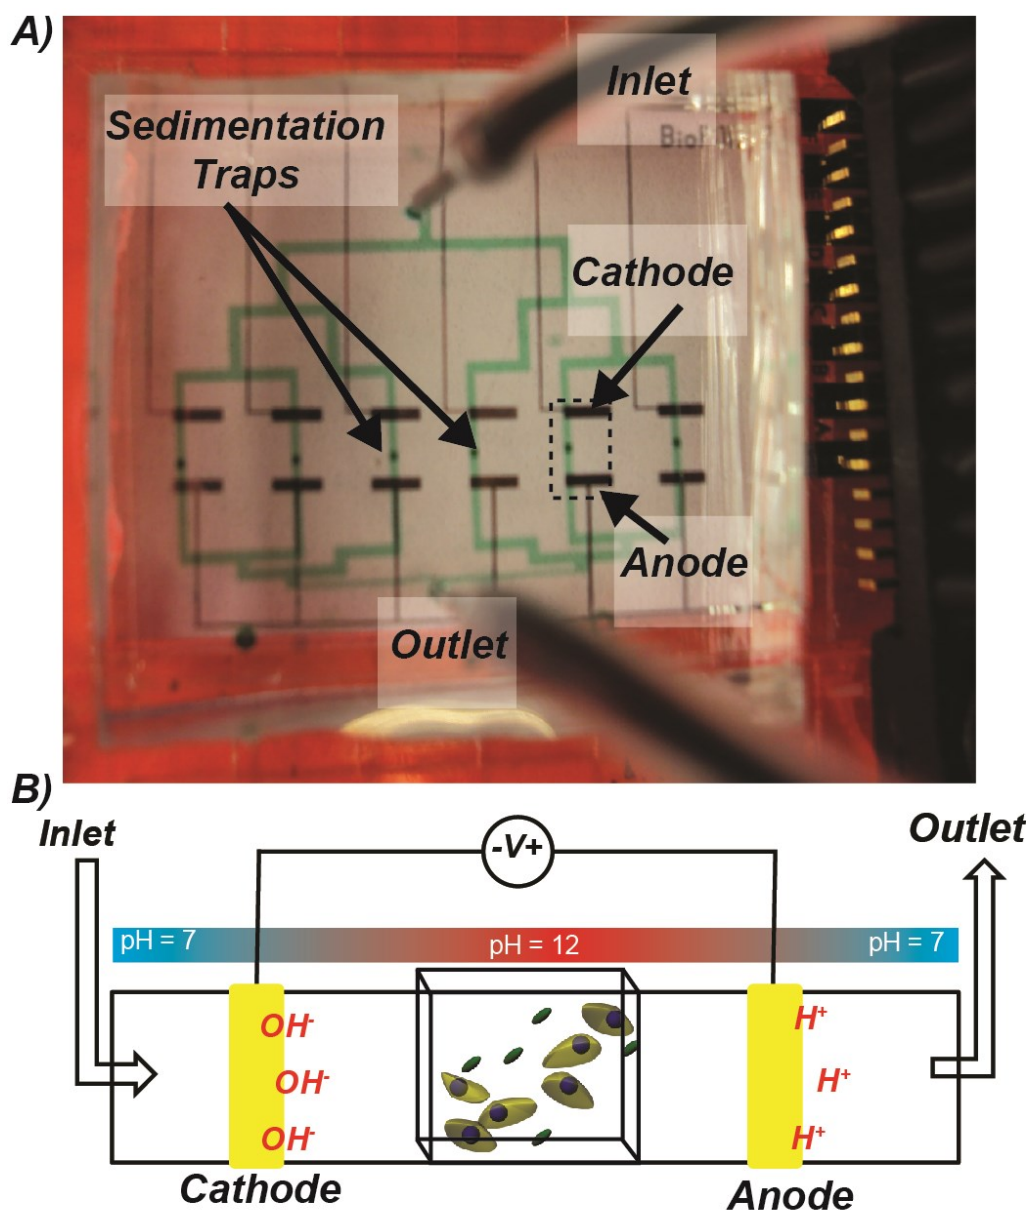 A)
Inlet
Sedimentation
Traps
Cathode
Anode
Outlet
B)
Inlet
Outlet
-V+
pH = 7
pH = 12
pH = 7
OH-
H+
OH-
H+
OH-
H+
Cathode
Anode